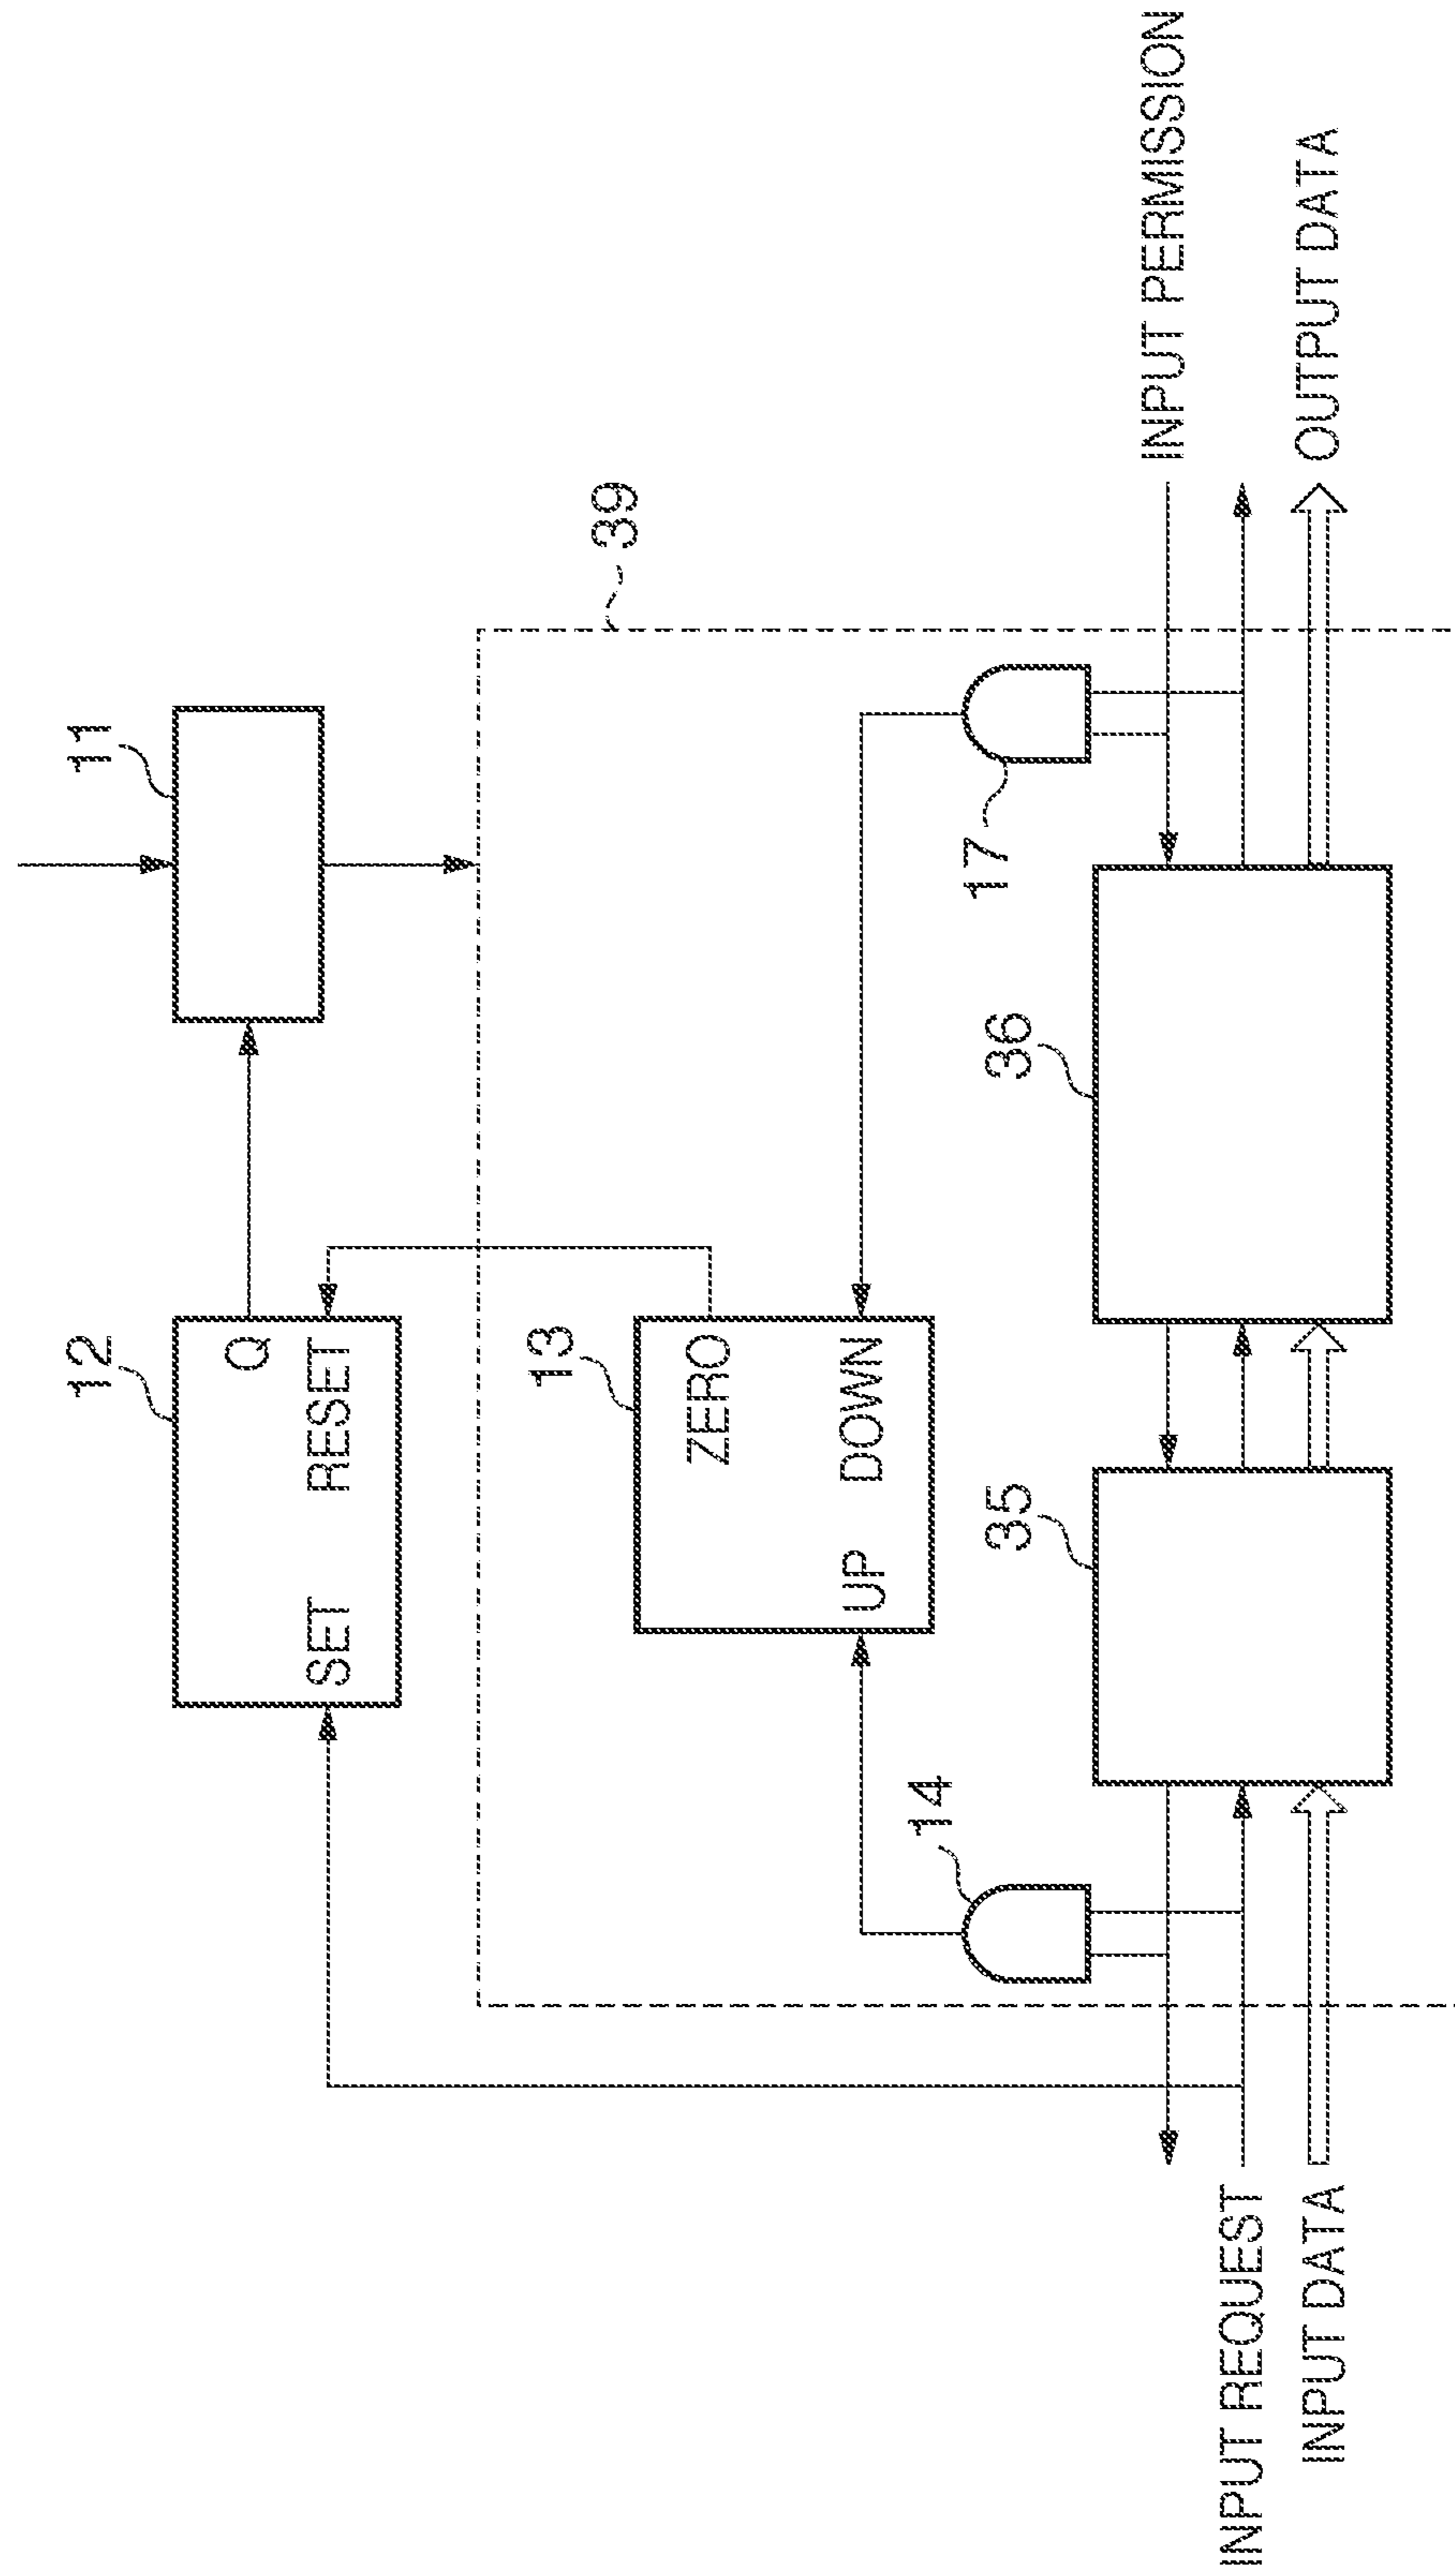 11
12
Q
SET RESET
39
13
ZERO
UP DOWN
14
17
35
36
INPUT PERMISSION
INPUT REQUEST
INPUT DATA
OUTPUT DATA